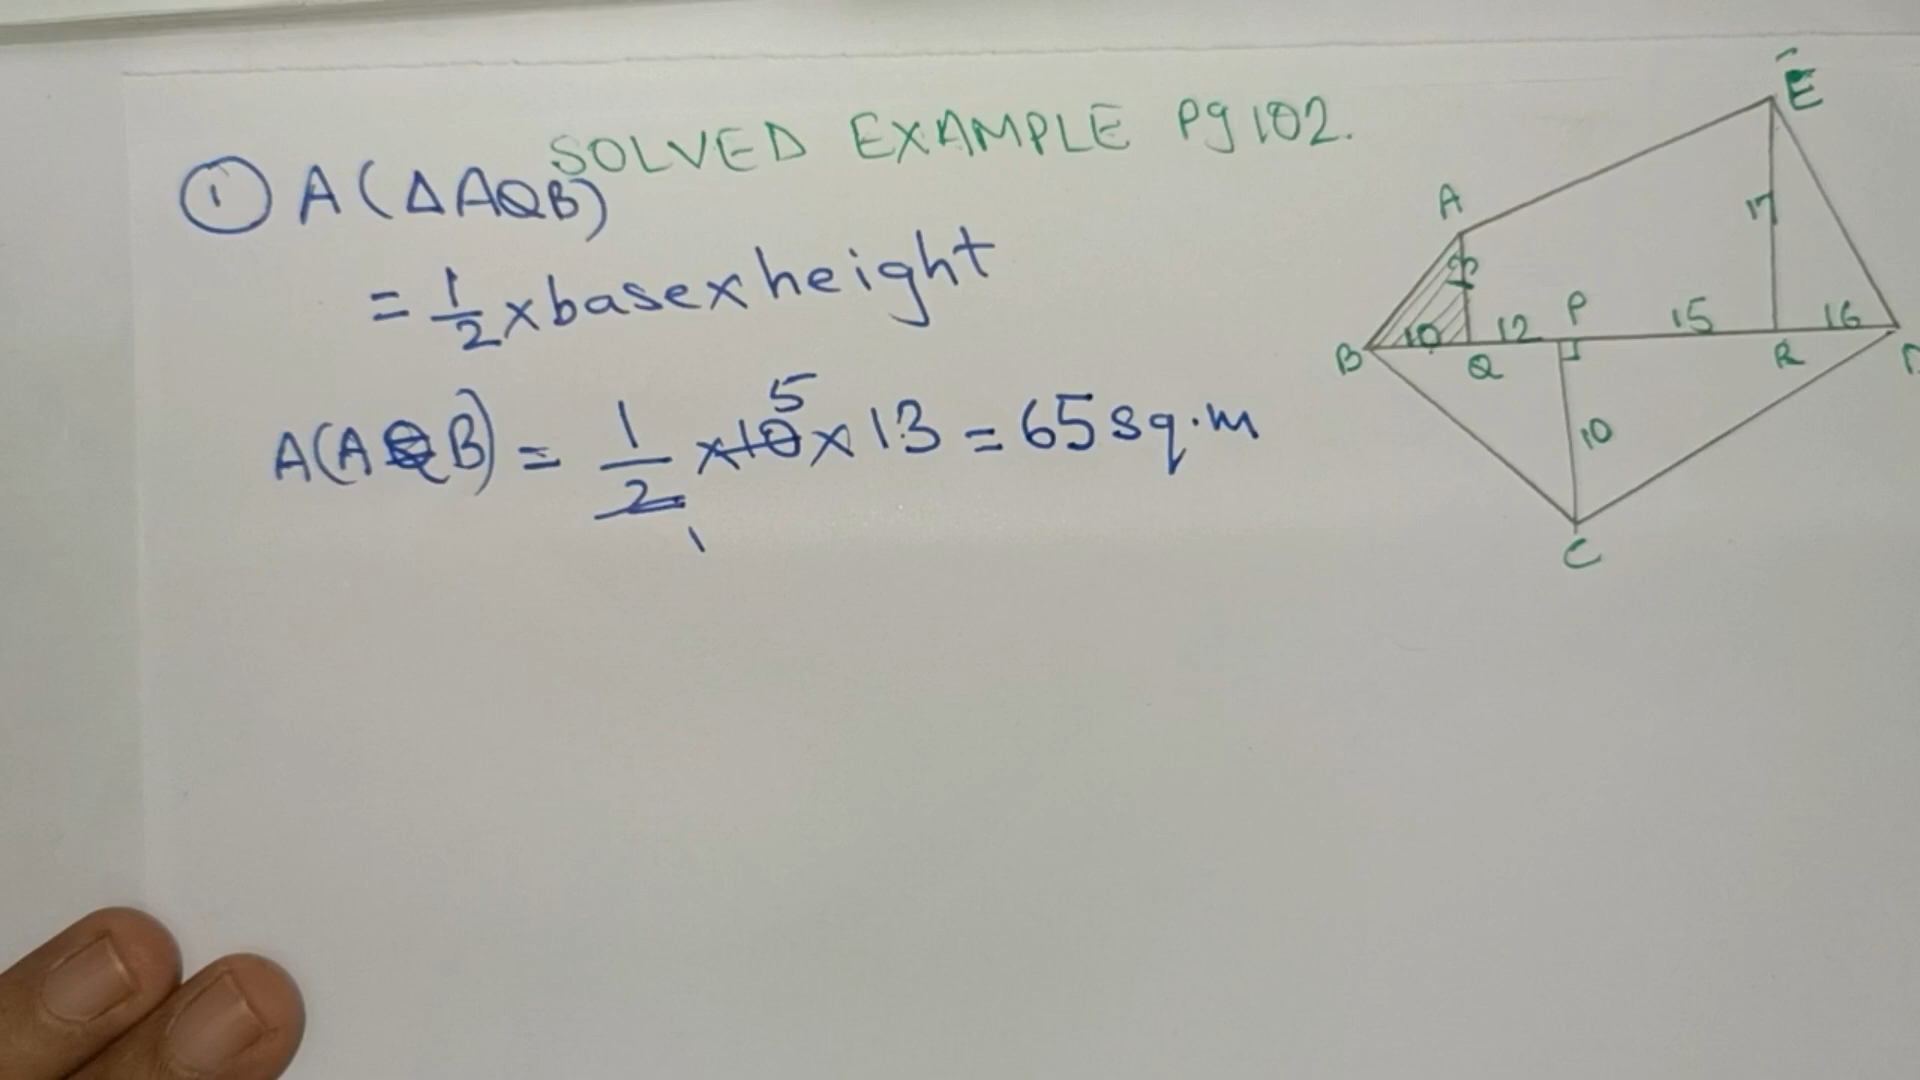 SOLVED EXAMPLE Pg 102.
① A(ΔAQB)
= 1/2 x base x height
A(AQB) = 1/2 x 10 x 13 = 65 sq.m
5
1
E
A
17
P
10 12 15 16
B Q R
10
C